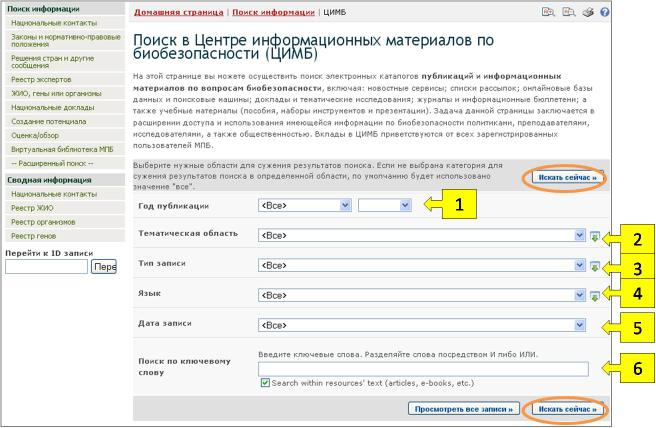 Поиск информации
Национальные контакты
Законы и нормативно-правовые
положения
Решения стран и другие
сообщения
Реестр экспертов
ЖИО, гены или организмы
Национальные доклады
Создание потенциала
Оценка/обзор
Виртуальная библиотека МПБ
-- Расширенный поиск --
Сводная информация
Национальные контакты
Реестр ЖИО
Реестр организмов
Реестр генов
Перейти к ID записи
Пере
Домашняя страница | Поиск информации | ЦИМБ
Поиск в Центре информационных материалов по
биобезопасности (ЦИМБ)
На этой странице вы можете осуществить поиск электронных каталогов публикаций и информационных
материалов по вопросам биобезопасности, включая: новостные сервисы; списки рассылок; онлайновые базы
данных и поисковые машины; доклады и тематические исследования; журналы и информационные бюллетени; а
также учебные материалы (пособия, наборы инструментов и презентации). Задача данной страницы заключается в
расширении доступа и использования имеющейся информации по биобезопасности политиками, преподавателями,
исследователями, а также общественностью. Вклады в ЦИМБ приветствуются от всех зарегистрированных
пользователей МПБ.
Выберите нужные области для сужения результатов поиска. Если не выбрана категория для
сужения результатов поиска в определенной области, по умолчанию будет использовано
значение "все".
Искать сейчас »
Год публикации <Все> 1
Тематическая область <Все> 2
Тип записи <Все> 3
Язык <Все> 4
Дата записи <Все> 5
Поиск по ключевому
слову
Введите ключевые слова. Разделяйте слова посредством И либо ИЛИ.
6
Search within resources' text (articles, e-books, etc.)
Просмотреть все записи » Искать сейчас »